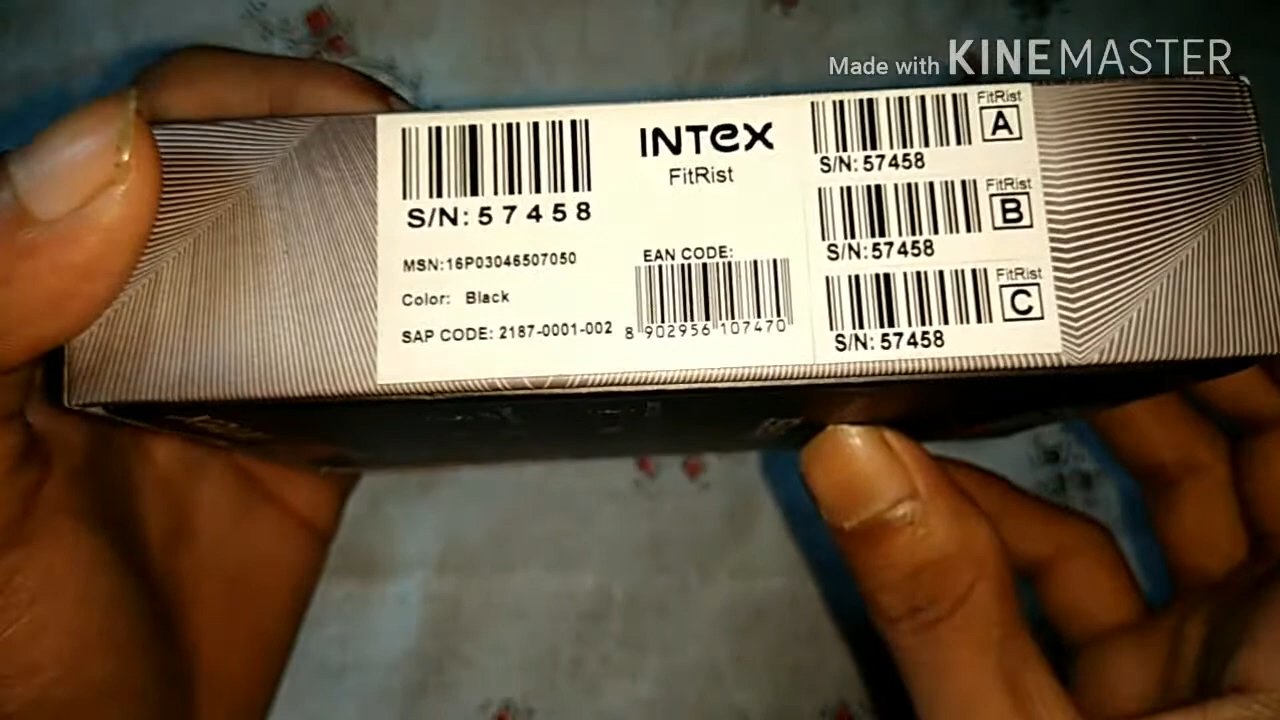 Made with KINEMASTER
S/N: 57458
MSN:16P03046507050
Color: Black
SAP CODE: 2187-0001-002
INTEX
FitRist
EAN CODE:
8 902956 107470
FitRist
A
S/N: 57458
FitRist
B
S/N: 57458
FitRist
C
S/N: 57458